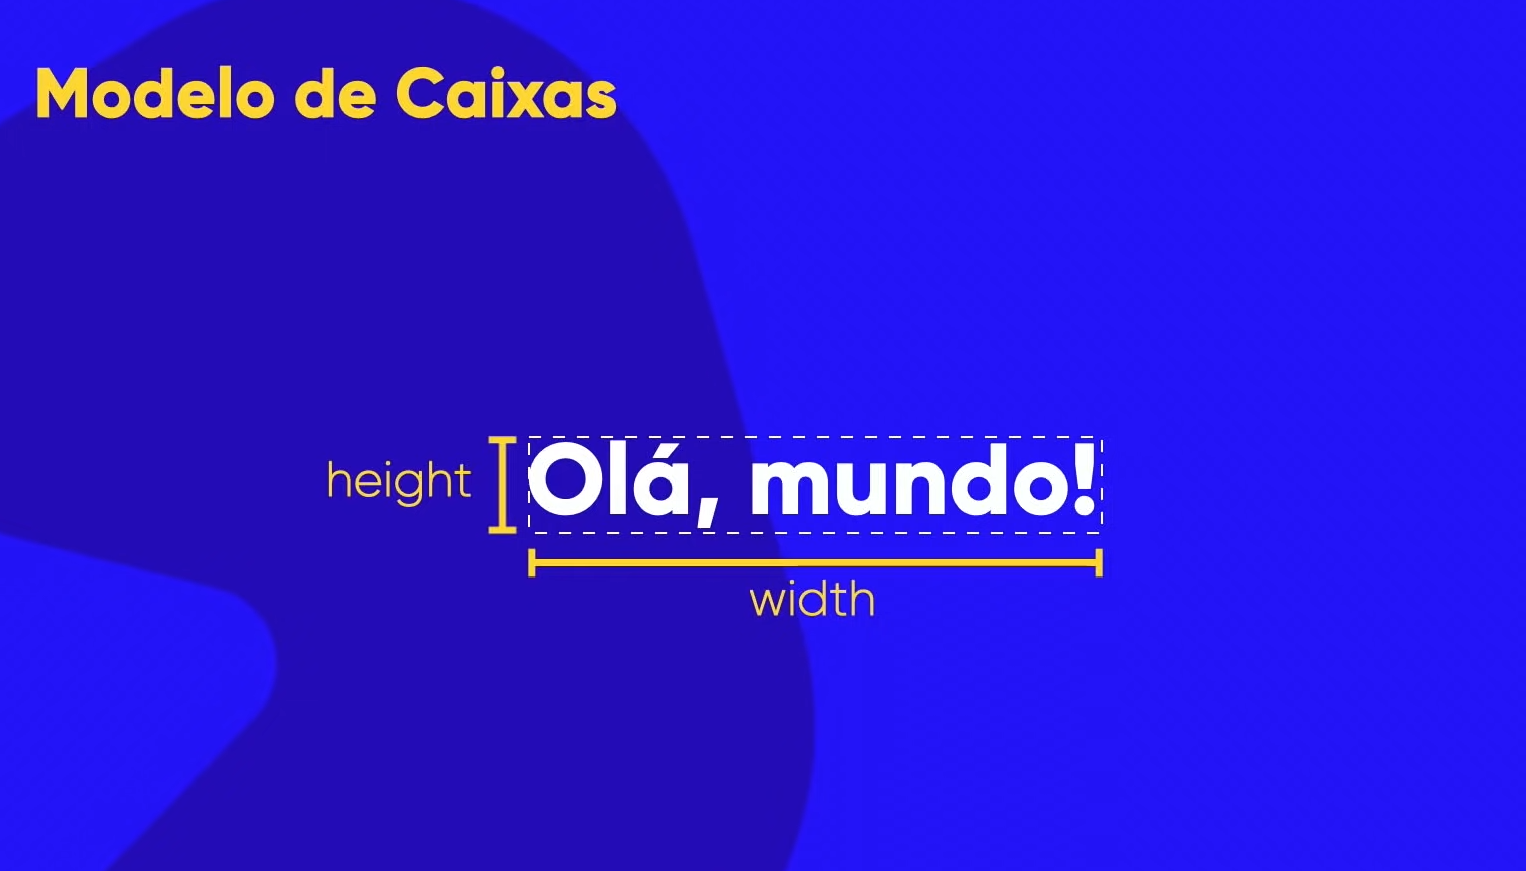 Modelo de Caixas
height
Olá, mundo!
width